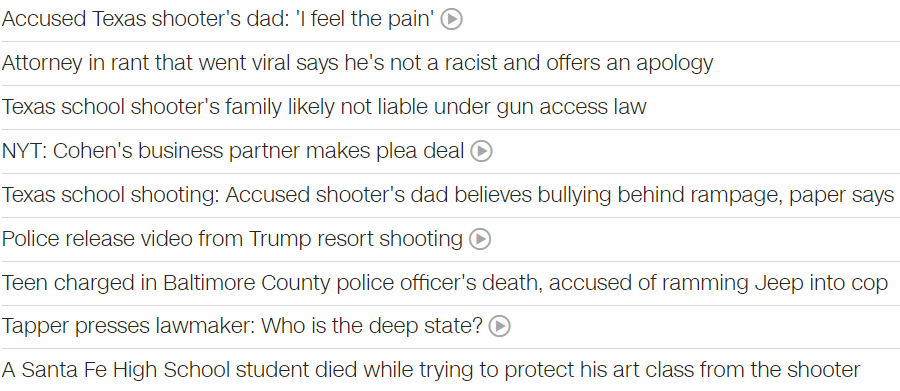 Accused Texas shooter's dad: 'I feel the pain'
Attorney in rant that went viral says he's not a racist and offers an apology
Texas school shooter's family likely not liable under gun access law
NYT: Cohen's business partner makes plea deal
Texas school shooting: Accused shooter's dad believes bullying behind rampage, paper says
Police release video from Trump resort shooting
Teen charged in Baltimore County police officer's death, accused of ramming Jeep into cop
Tapper presses lawmaker: Who is the deep state?
A Santa Fe High School student died while trying to protect his art class from the shooter